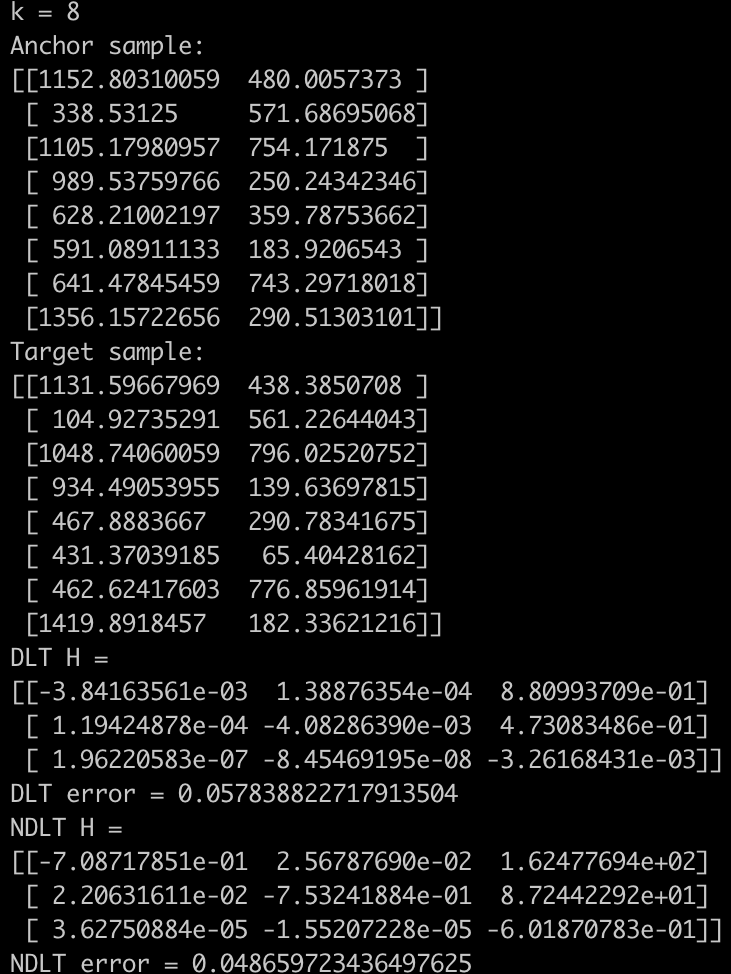 k = 8
Anchor sample:
[[1152.80310059  480.0057373 ]
 [ 338.53125     571.68695068]
 [1105.17980957  754.171875  ]
 [ 989.53759766  250.24342346]
 [ 628.21002197  359.78753662]
 [ 591.08911133  183.9206543 ]
 [ 641.47845459  743.29718018]
 [1356.15722656  290.51303101]]
Target sample:
[[1131.59667969  438.3850708 ]
 [ 104.92735291  561.22644043]
 [1048.74060059  796.02520752]
 [ 934.49053955  139.63697815]
 [ 467.8883667   290.78341675]
 [ 431.37039185   65.40428162]
 [ 462.62417603  776.85961914]
 [1419.8918457   182.33621216]]
DLT H =
[[-3.84163561e-03  1.38876354e-04  8.80993709e-01]
 [ 1.19424878e-04 -4.08286390e-03  4.73083486e-01]
 [ 1.96220583e-07 -8.45469195e-08 -3.26168431e-03]]
DLT error = 0.057838822717913504
NDLT H =
[[-7.08717851e-01  2.56787690e-02  1.62477694e+02]
 [ 2.20631611e-02 -7.53241884e-01  8.72442292e+01]
 [ 3.62750884e-05 -1.55207228e-05 -6.01870783e-01]]
NDLT error = 0.048659723436497625